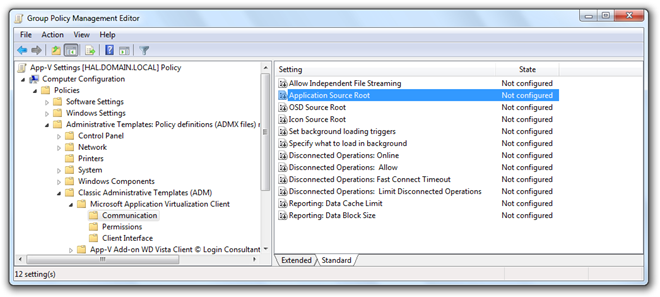 Group Policy Management Editor
File Action View Help
App-V Settings [HAL.DOMAIN.LOCAL] Policy
Computer Configuration
Policies
Software Settings
Windows Settings
Administrative Templates: Policy definitions (ADMX files) r
Control Panel
Network
Printers
System
Windows Components
Classic Administrative Templates (ADM)
Microsoft Application Virtualization Client
Communication
Permissions
Client Interface
App-V Add-on WD Vista Client © Login Consultant
Setting State
Allow Independent File Streaming Not configured
Application Source Root Not configured
OSD Source Root Not configured
Icon Source Root Not configured
Set background loading triggers Not configured
Specify what to load in background Not configured
Disconnected Operations: Online Not configured
Disconnected Operations: Allow Not configured
Disconnected Operations: Fast Connect Timeout Not configured
Disconnected Operations: Limit Disconnected Operations Not configured
Reporting: Data Cache Limit Not configured
Reporting: Data Block Size Not configured
Extended Standard
12 setting(s)